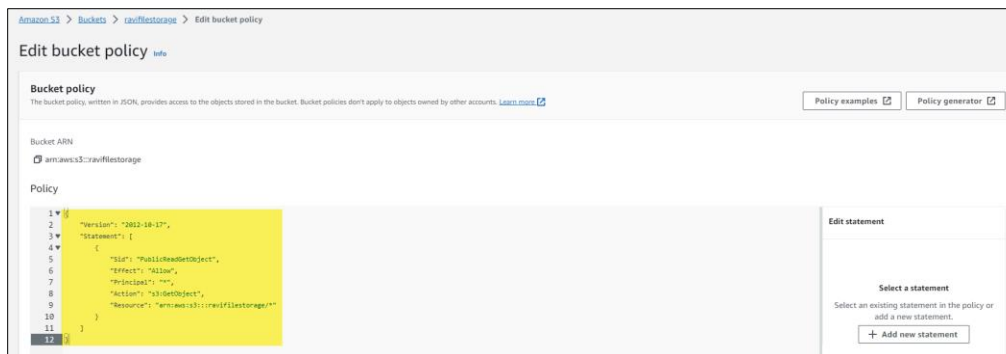 Amazon S3 > Buckets > ravifilestorage > Edit bucket policy
Edit bucket policy Info
Bucket policy
The bucket policy, written in JSON, provides access to the objects stored in the bucket. Bucket policies don't apply to objects owned by other accounts. Learn more
Policy examples
Policy generator
Bucket ARN
arn:aws:s3:::ravifilestorage
Policy
1 {
2 "Version": "2012-10-17",
3 "Statement": [
4 {
5 "Sid": "PublicReadGetObject",
6 "Effect": "Allow",
7 "Principal": "*",
8 "Action": "s3:GetObject",
9 "Resource": "arn:aws:s3:::ravifilestorage/*"
10 }
11 ]
12 }
Edit statement
Select a statement
Select an existing statement in the policy or
add a new statement.
+ Add new statement